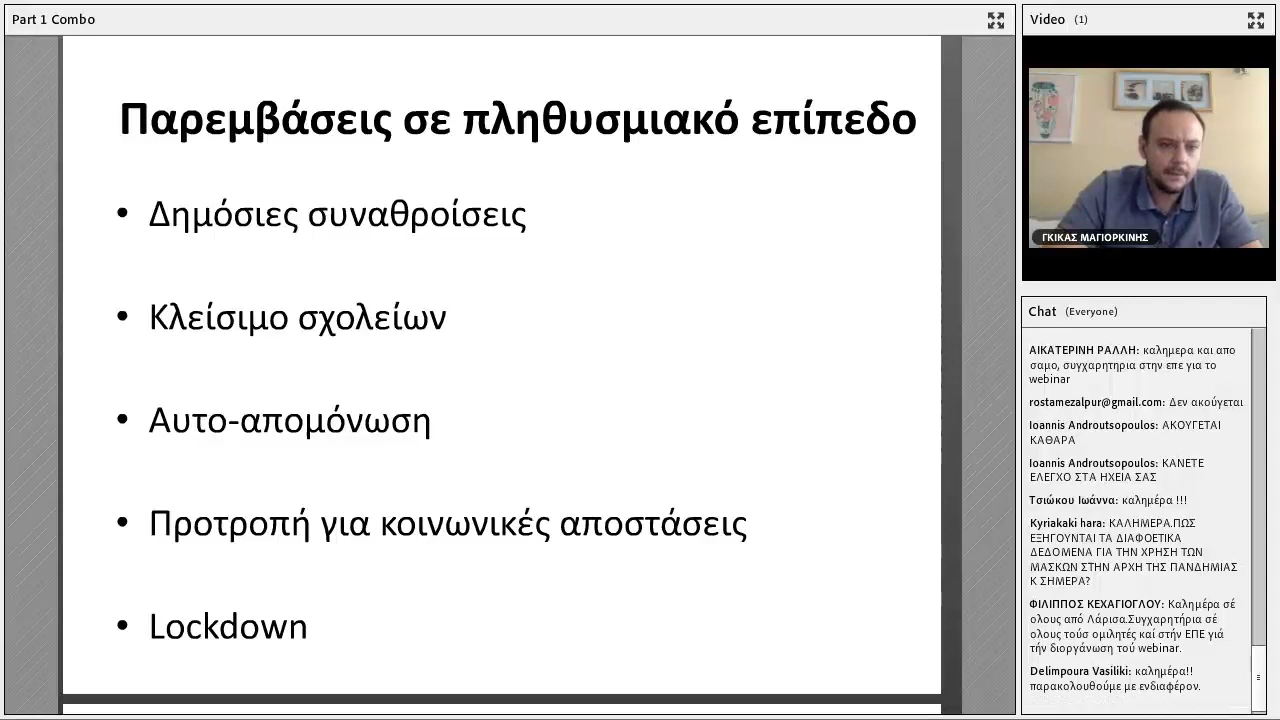 Part 1 Combo
Παρεμβάσεις σε πληθυσμιακό επίπεδο
• Δημόσιες συναθροίσεις
• Κλείσιμο σχολείων
• Αυτο-απομόνωση
• Προτροπή για κοινωνικές αποστάσεις
• Lockdown
Video (1)
ΓΚΙΚΑΣ ΜΑΓΙΟΡΚΙΝΗΣ
Chat (Everyone)
ΑΙΚΑΤΕΡΙΝΗ ΡΑΛΛΗ: καλημερα και απο
σαμο, συγχαρητηρια στην επε για το
webinar
rostamezalpur@gmail.com: Δεν ακούγεται
Ioannis Androutsopoulos: ΑΚΟΥΓΕΤΑΙ
ΚΑΘΑΡΑ
Ioannis Androutsopoulos: ΚΑΝΕΤΕ
ΕΛΕΓΧΟ ΣΤΑ ΗΧΕΙΑ ΣΑΣ
Τσιώκου Ιωάννα: καλημέρα !!!
Kyriakaki hara: ΚΑΛΗΜΕΡΑ.ΠΩΣ
ΕΞΗΓΟΥΝΤΑΙ ΤΑ ΔΙΑΦΟΕΤΙΚΑ
ΔΕΔΟΜΕΝΑ ΓΙΑ ΤΗΝ ΧΡΗΣΗ ΤΩΝ
ΜΑΣΚΩΝ ΣΤΗΝ ΑΡΧΗ ΤΗΣ ΠΑΝΔΗΜΙΑΣ
Κ ΣΗΜΕΡΑ?
ΦΙΛΙΠΠΟΣ ΚΕΧΑΓΙΟΓΛΟΥ: Καλημέρα σέ
ολους από Λάρισα.Συγχαρητήρια σέ
ολους τούσ ομιλητές καί στήν ΕΠΕ γιά
τήν διοργάνωση τού webinar.
Delimpoura Vasiliki: καλημέρα!!
παρακολουθούμε με ενδιαφέρον.